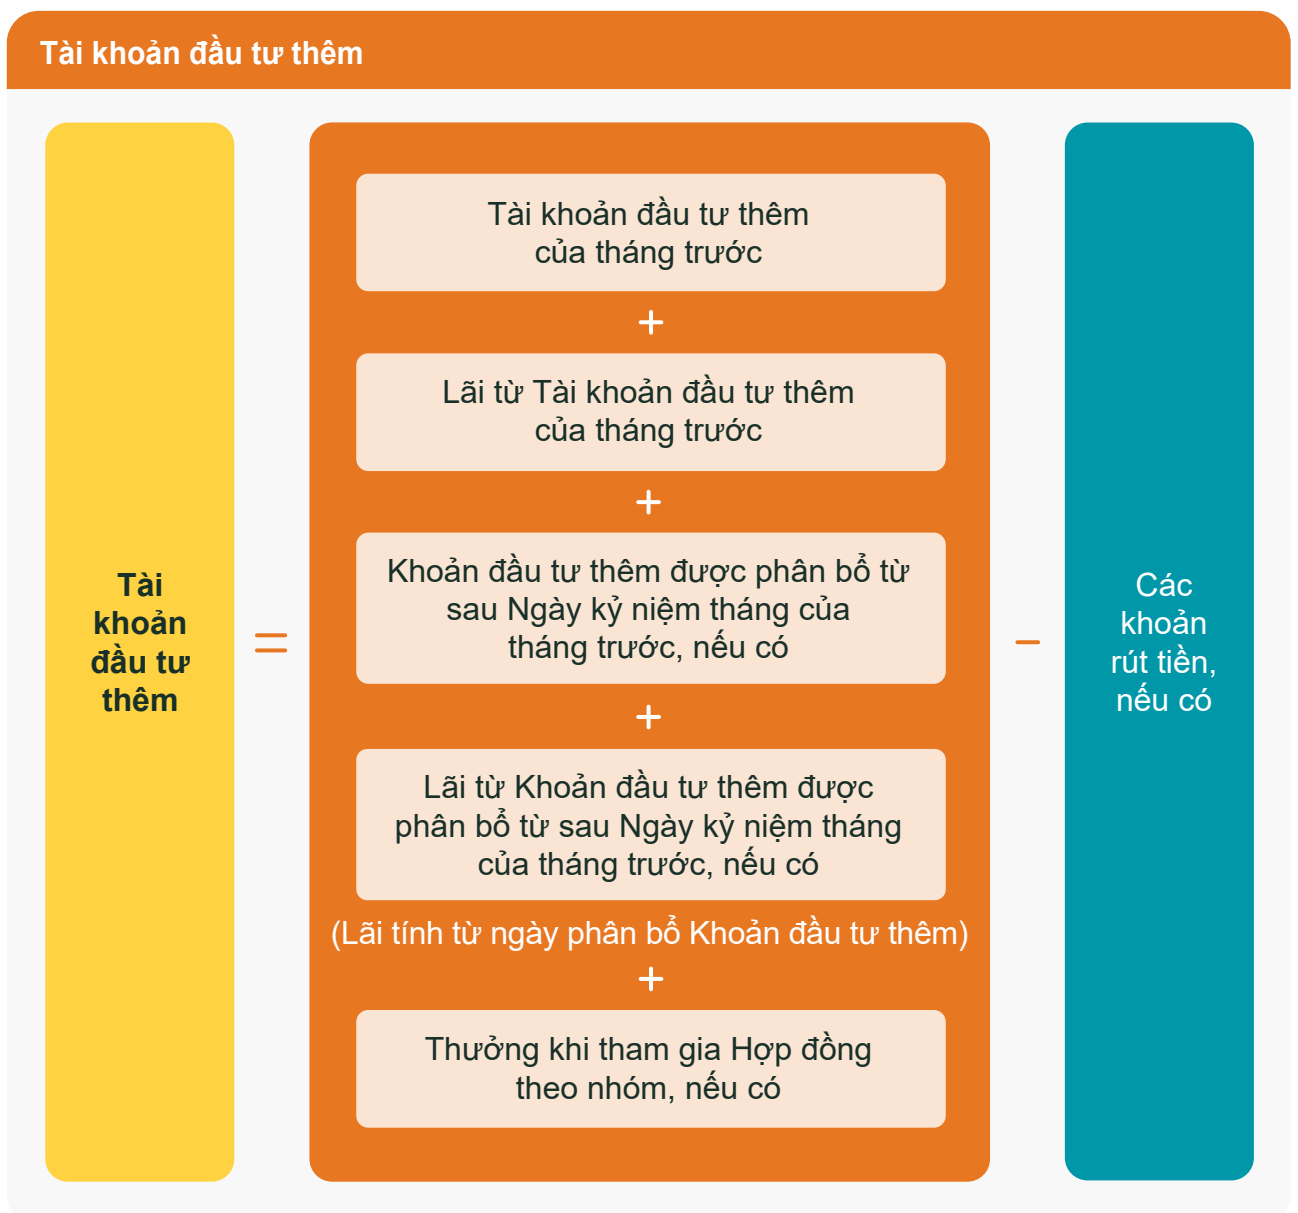 Tài khoản đầu tư thêm
Tài
khoản
đầu tư
thêm
=
Tài khoản đầu tư thêm
của tháng trước
+
Lãi từ Tài khoản đầu tư thêm
của tháng trước
+
Khoản đầu tư thêm được phân bổ từ
sau Ngày kỷ niệm tháng của
tháng trước, nếu có
+
Lãi từ Khoản đầu tư thêm được
phân bổ từ sau Ngày kỷ niệm tháng
của tháng trước, nếu có
(Lãi tính từ ngày phân bổ Khoản đầu tư thêm)
+
Thưởng khi tham gia Hợp đồng
theo nhóm, nếu có
–
Các
khoản
rút tiền,
nếu có